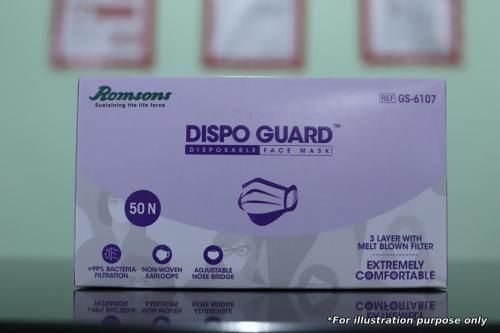 Romsons
Sustaining the life force
REF GS-6107
DISPO GUARD™
DISPOSABLE FACE MASK
50 N
+99% BACTERIA
FILTRATION
NON-WOVEN
EARLOOPS
ADJUSTABLE
NOSE BRIDGE
3 LAYER WITH
MELT BLOWN FILTER
EXTREMELY
COMFORTABLE
*For illustration purpose only